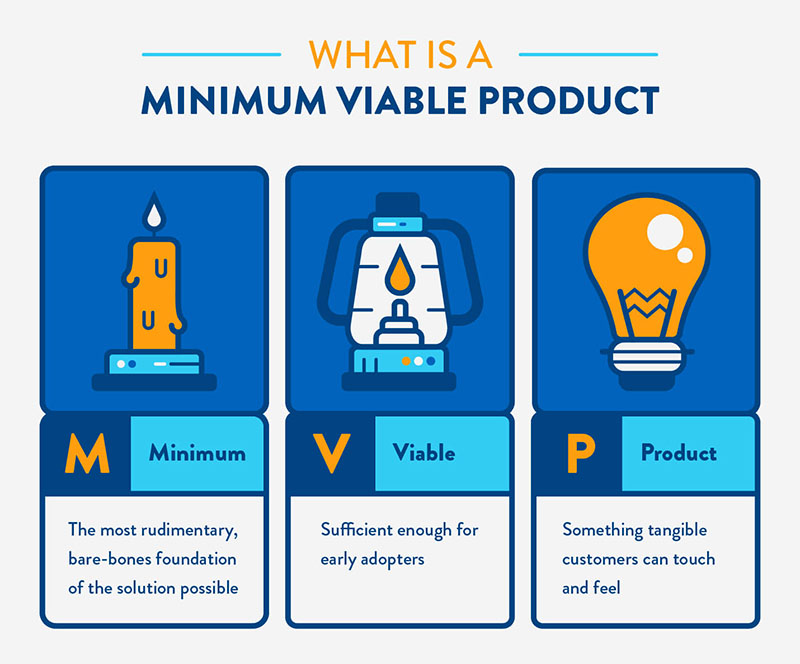 WHAT IS A
MINIMUM VIABLE PRODUCT
M
Minimum
The most rudimentary,
bare-bones foundation
of the solution possible
V
Viable
Sufficient enough for
early adopters
P
Product
Something tangible
customers can touch
and feel